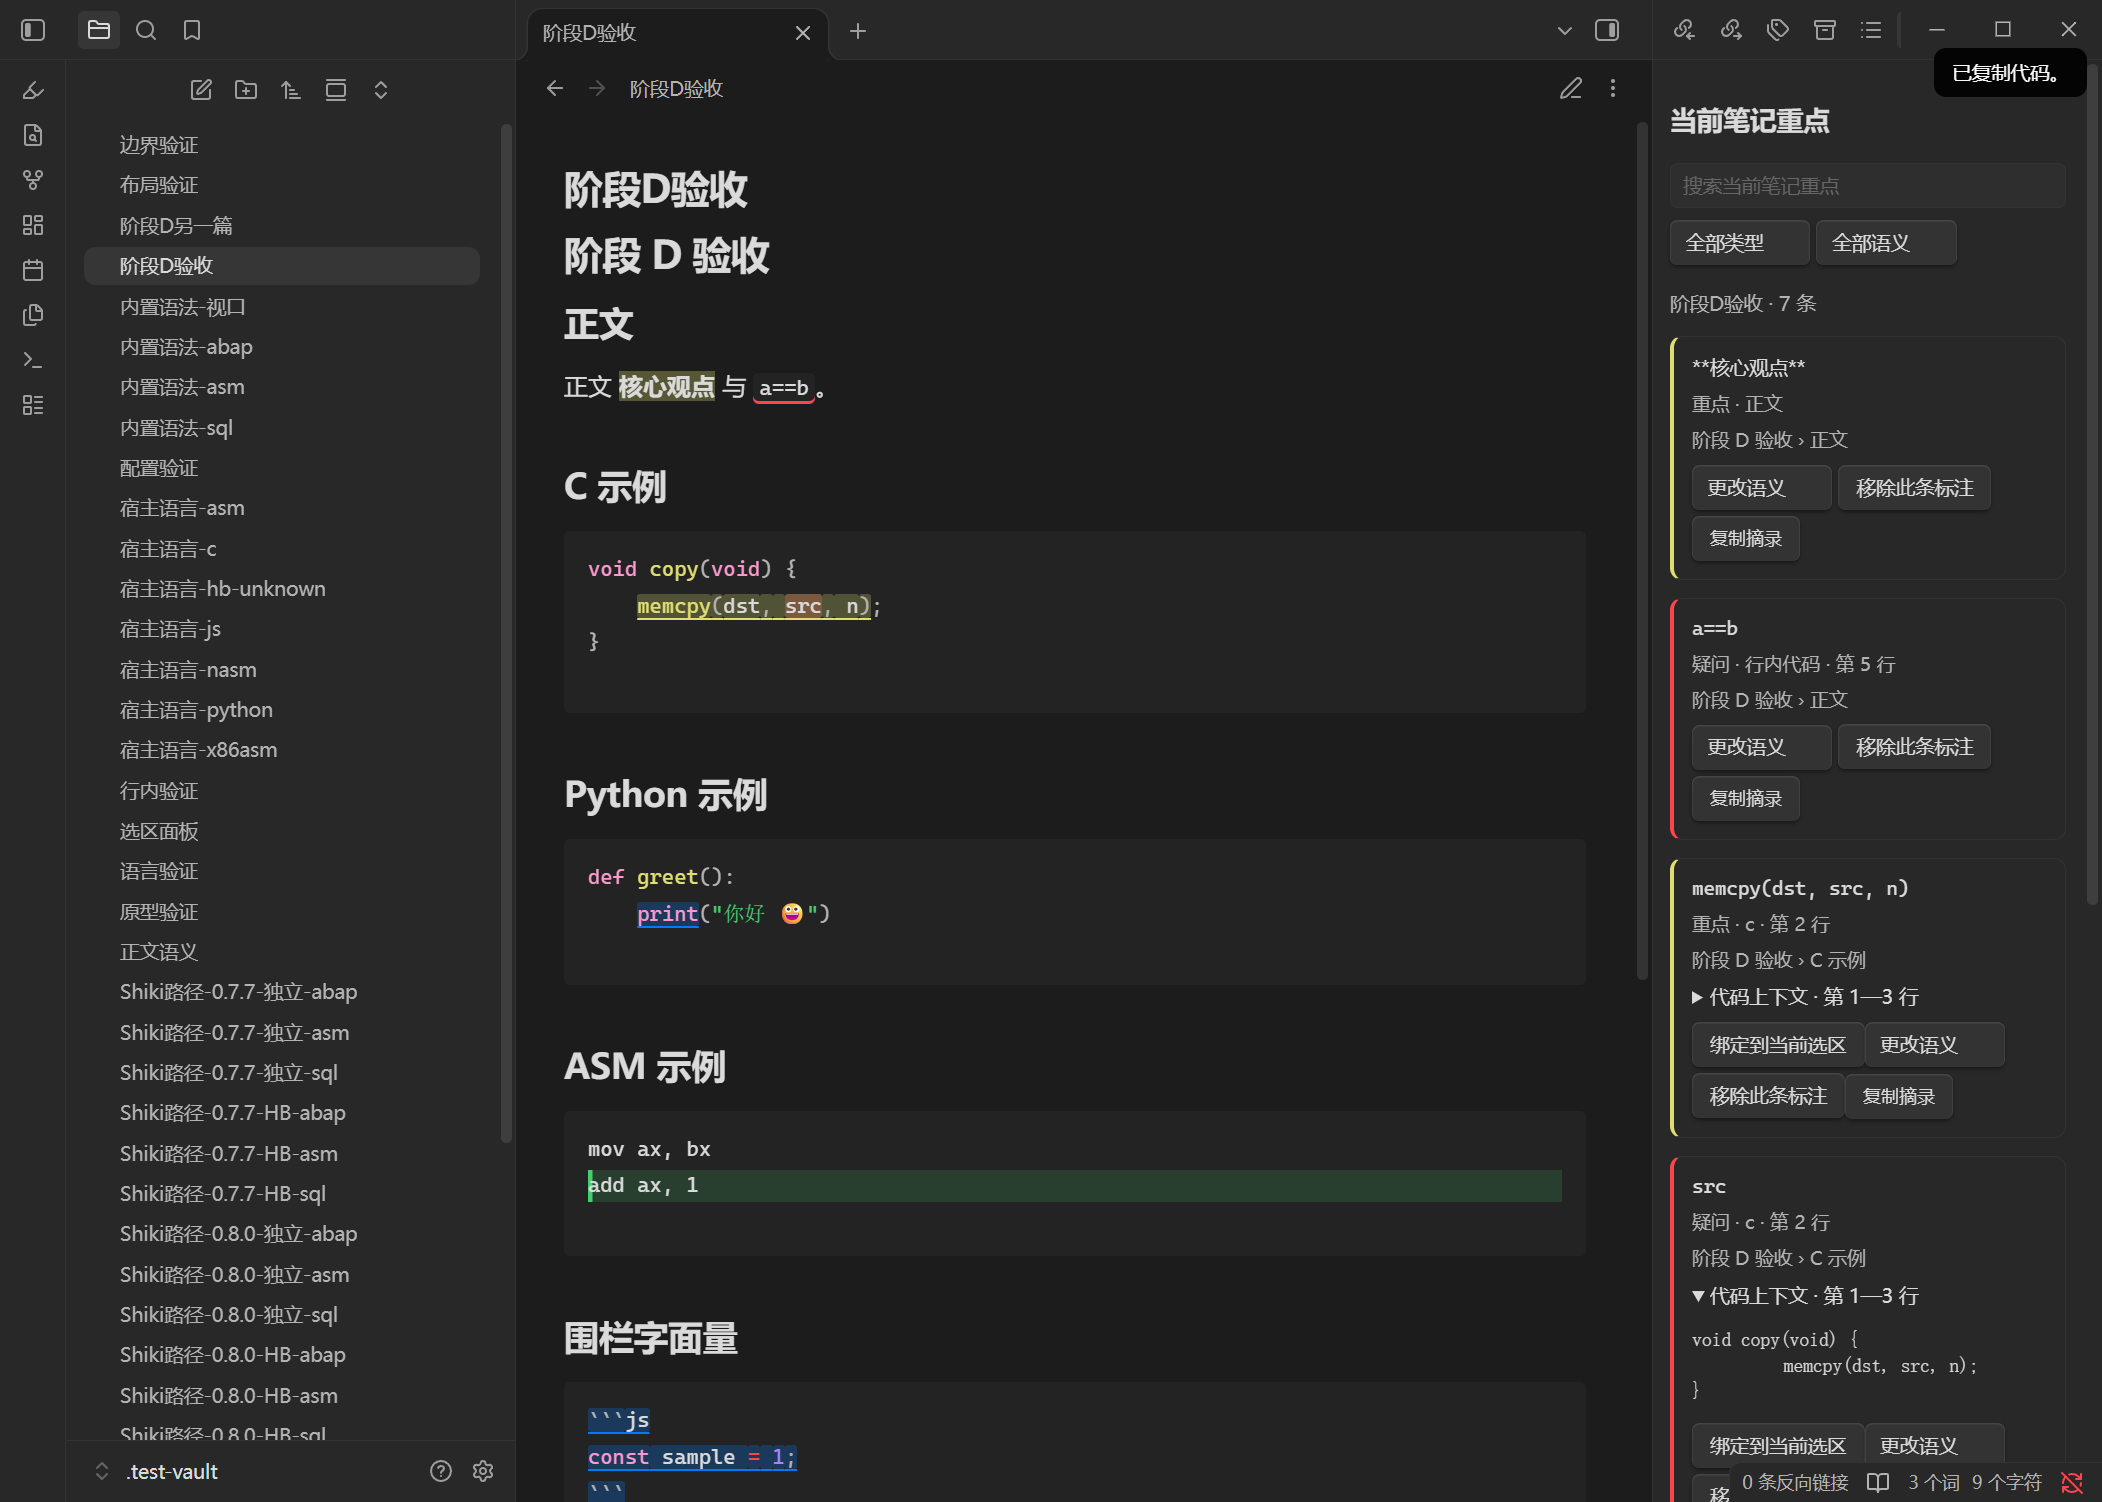 阶段D验收
已复制代码。
边界验证
布局验证
阶段D另一篇
阶段D验收
内置语法-视口
内置语法-abap
内置语法-asm
内置语法-sql
配置验证
宿主语言-asm
宿主语言-c
宿主语言-hb-unknown
宿主语言-js
宿主语言-nasm
宿主语言-python
宿主语言-x86asm
行内验证
选区面板
语言验证
原型验证
正文语义
Shiki路径-0.7.7-独立-abap
Shiki路径-0.7.7-独立-asm
Shiki路径-0.7.7-独立-sql
Shiki路径-0.7.7-HB-abap
Shiki路径-0.7.7-HB-asm
Shiki路径-0.7.7-HB-sql
Shiki路径-0.8.0-独立-abap
Shiki路径-0.8.0-独立-asm
Shiki路径-0.8.0-独立-sql
Shiki路径-0.8.0-HB-abap
Shiki路径-0.8.0-HB-asm
Shiki路径-0.8.0-HB-sql
.test-vault
阶段D验收
阶段D验收
阶段 D 验收
正文
正文 核心观点 与 a==b。
C 示例
void copy(void) {
    memcpy(dst, src, n);
}
Python 示例
def greet():
    print("你好 😀")
ASM 示例
mov ax, bx
add ax, 1
围栏字面量
```js
const sample = 1;
```
当前笔记重点
搜索当前笔记重点
全部类型 全部语义
阶段D验收 · 7 条
**核心观点**
重点 · 正文
阶段 D 验收 › 正文
更改语义 移除此条标注
复制摘录
a==b
疑问 · 行内代码 · 第 5 行
阶段 D 验收 › 正文
更改语义 移除此条标注
复制摘录
memcpy(dst, src, n)
重点 · c · 第 2 行
阶段 D 验收 › C 示例
▶ 代码上下文 · 第 1—3 行
绑定到当前选区 更改语义
移除此条标注 复制摘录
src
疑问 · c · 第 2 行
阶段 D 验收 › C 示例
▼ 代码上下文 · 第 1—3 行
void copy(void) {
        memcpy(dst, src, n);
}
绑定到当前选区 更改语义
移
0 条反向链接 3 个词 9 个字符